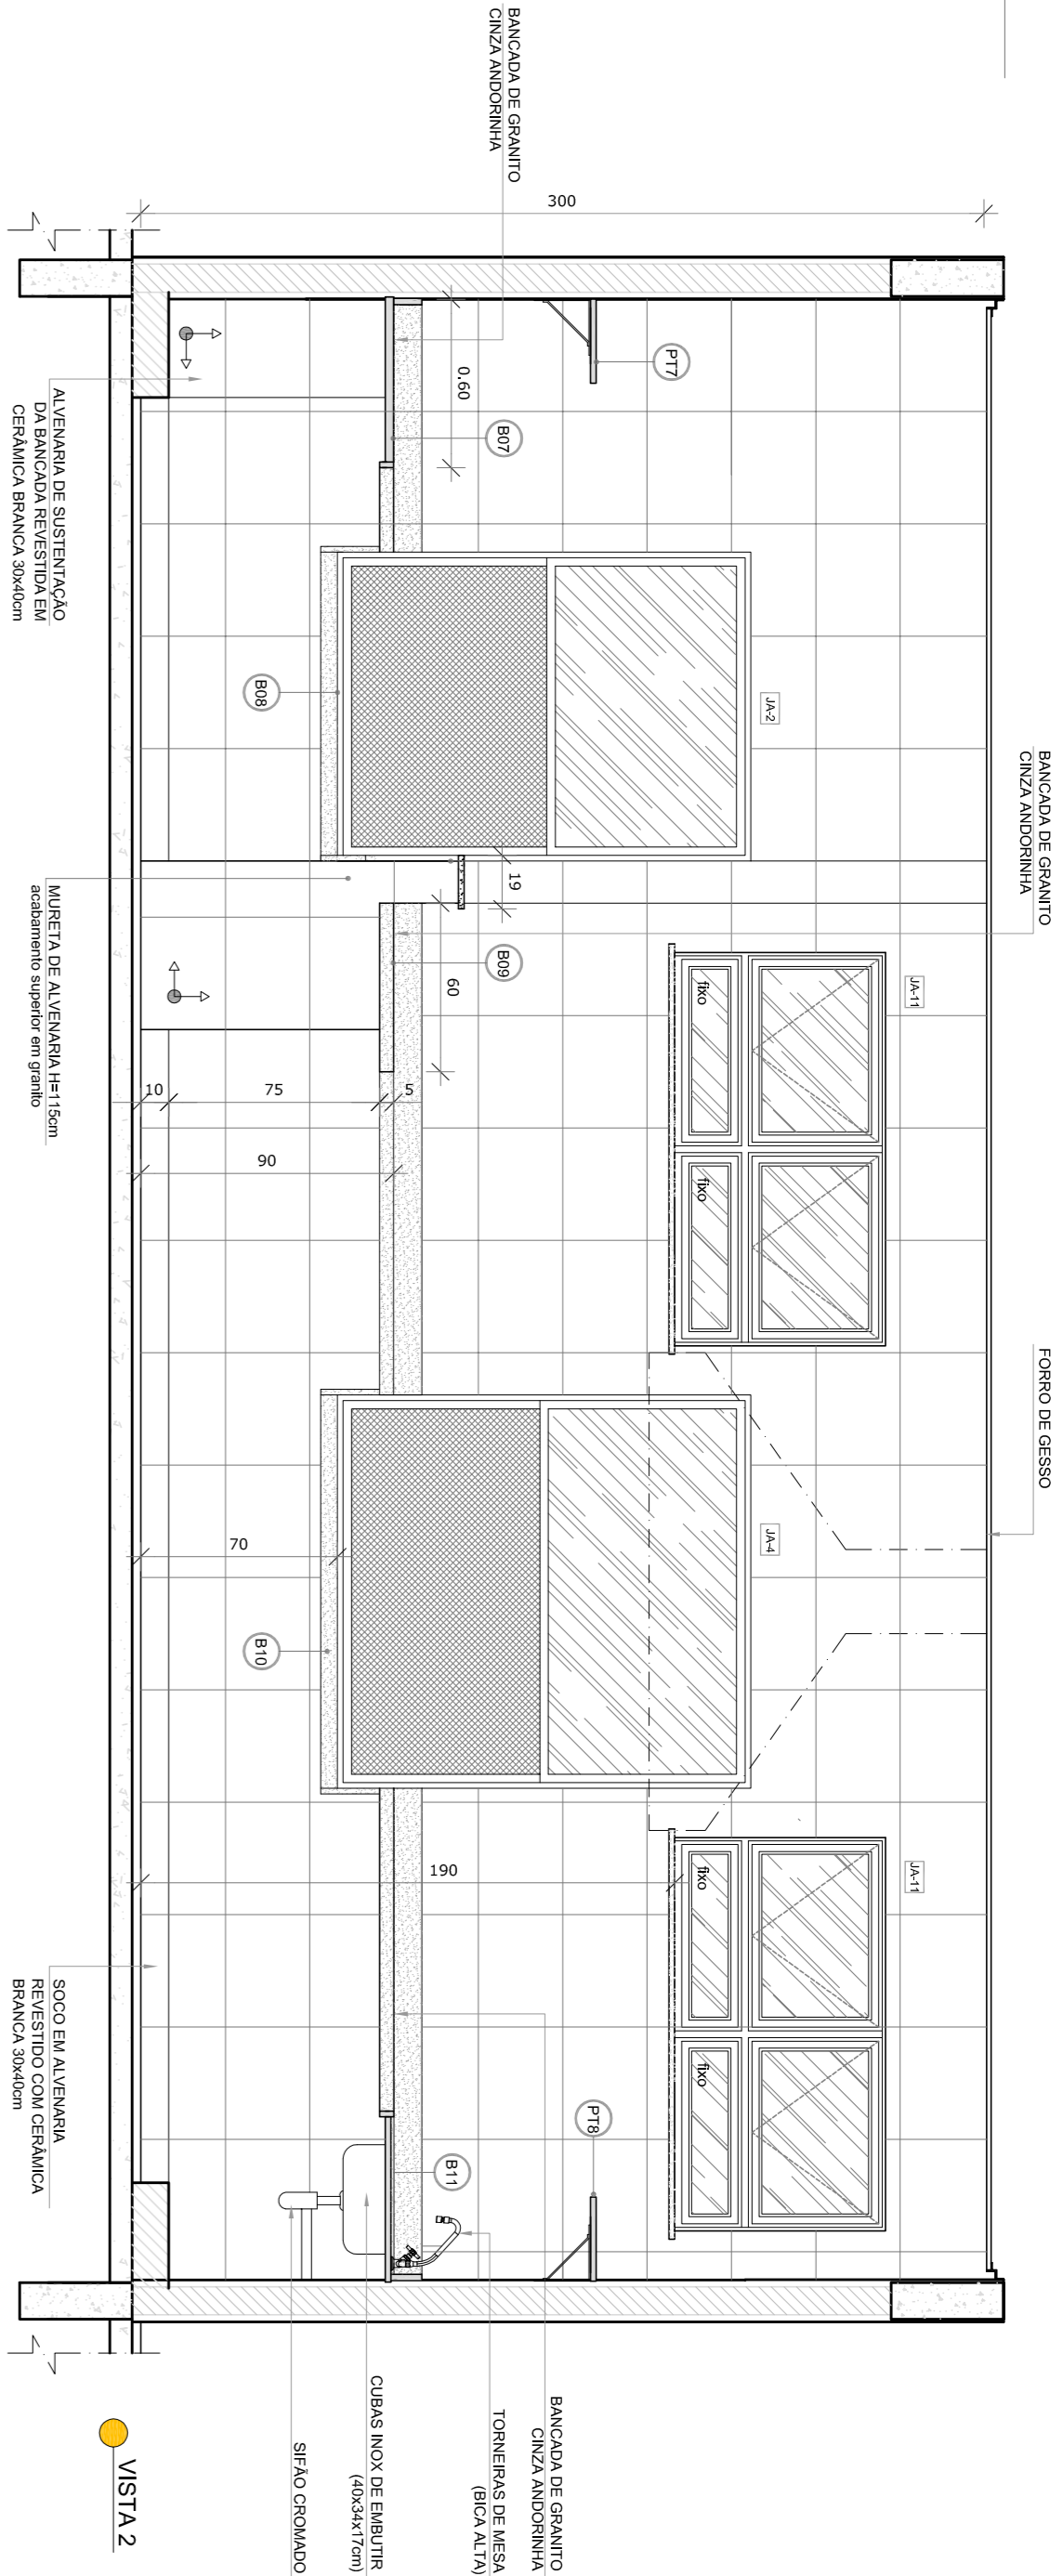 BANCADA DE GRANITO
CINZA ANDORINHA
BANCADA DE GRANITO
CINZA ANDORINHA
FORRO DE GESSO
300
PT7
0.60
B07
JA-2
B08
19
B09
60
JA-11
fixo
fixo
10
75
5
90
JA-4
70
B10
190
JA-11
fixo
fixo
PT8
B11
ALVENARIA DE SUSTENTAÇÃO
DA BANCADA REVESTIDA EM
CERÂMICA BRANCA 30x40cm
MURETA DE ALVENARIA H=115cm
acabamento superior em granito
SOCO EM ALVENARIA
REVESTIDO COM CERÂMICA
BRANCA 30x40cm
BANCADA DE GRANITO
CINZA ANDORINHA
TORNEIRAS DE MESA
(BICA ALTA)
CUBAS INOX DE EMBUTIR
(40x34x17cm)
SIFÃO CROMADO
VISTA 2